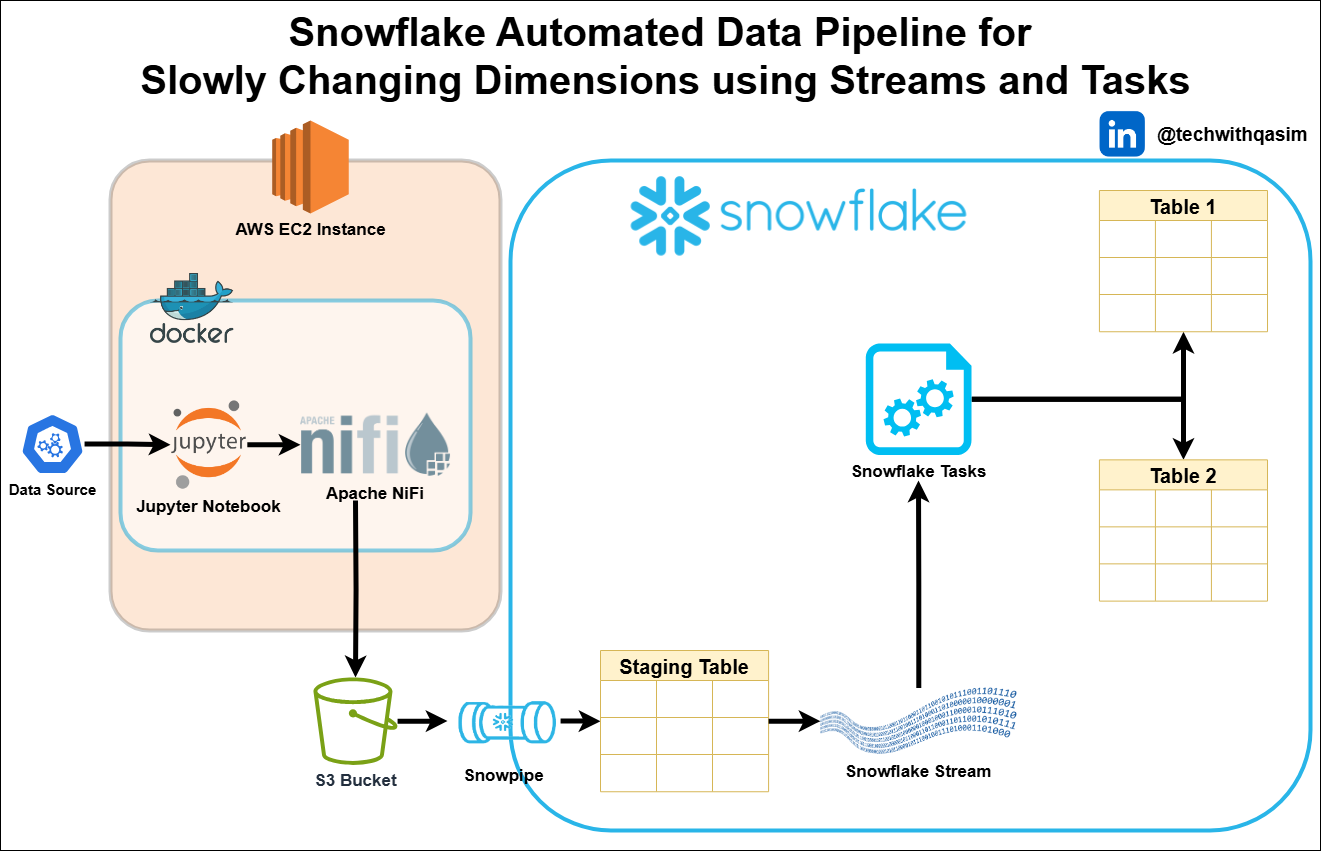 Snowflake Automated Data Pipeline for
Slowly Changing Dimensions using Streams and Tasks
in
@techwithqasim
AWS EC2 Instance
snowflake
Table 1
docker
APACHE
nifi
jupyter
Data Source
Jupyter Notebook
Apache NiFi
Snowflake Tasks
Table 2
Staging Table
S3 Bucket
Snowpipe
Snowflake Stream